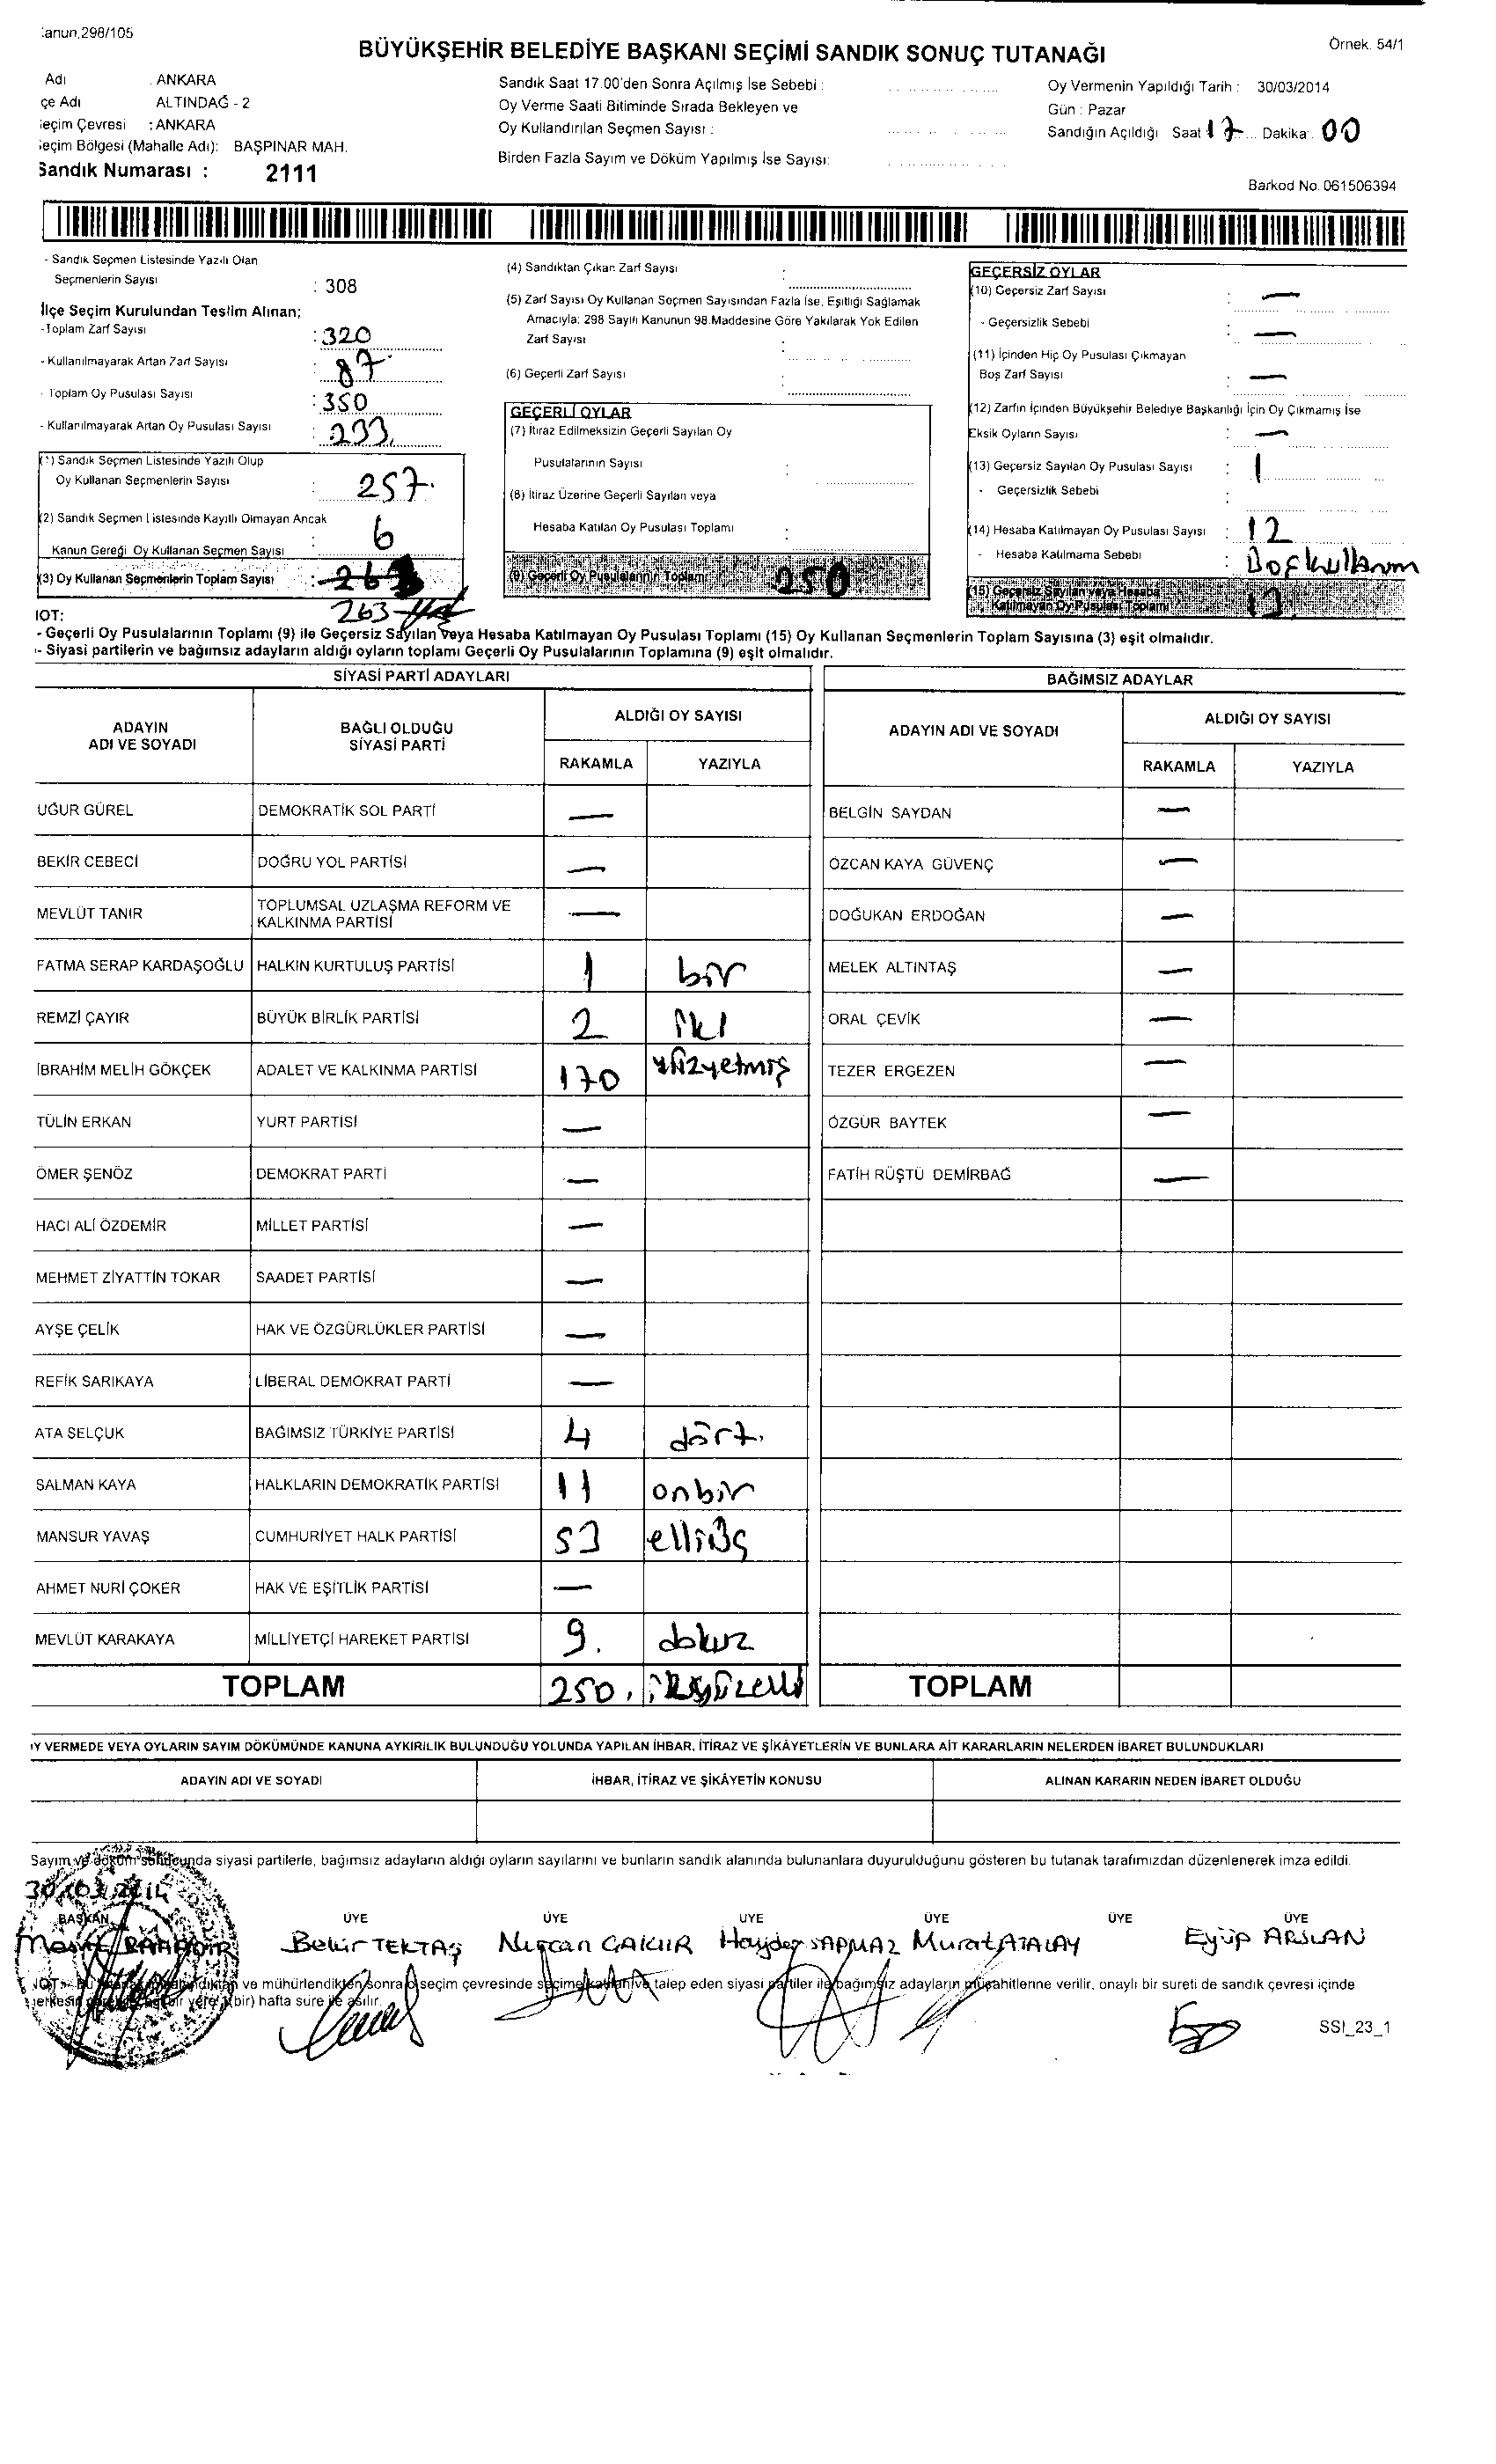 anun,298/105
Örnek. 54/1
BÜYÜKŞEHİR BELEDİYE BAŞKANI SEÇİMİ SANDIK SONUÇ TUTANAĞI
Adı : ANKARA
çe Adı ALTINDAĞ - 2
eçim Çevresi : ANKARA
eçim Bölgesi (Mahalle Adı): BAŞPINAR MAH.
Sandık Numarası : 2111
Sandık Saat 17.00'den Sonra Açılmış İse Sebebi :
Oy Verme Saati Bitiminde Sırada Bekleyen ve
Oy Kullandırılan Seçmen Sayısı :
Birden Fazla Sayım ve Döküm Yapılmış İse Sayısı:
Oy Vermenin Yapıldığı Tarih : 30/03/2014
Gün : Pazar
Sandığın Açıldığı Saat 17 Dakika: 00
Barkod No. 061506394
- Sandık Seçmen Listesinde Yazılı Olan
Seçmenlerin Sayısı : 308
İlçe Seçim Kurulundan Teslim Alınan;
-Toplam Zarf Sayısı : 320
- Kullanılmayarak Artan Zarf Sayısı 87
- Toplam Oy Pusulası Sayısı : 350
- Kullanılmayarak Artan Oy Pusulası Sayısı : 233
(1) Sandık Seçmen Listesinde Yazılı Olup
Oy Kullanan Seçmenlerin Sayısı : 257
(2) Sandık Seçmen Listesinde Kayıtlı Olmayan Ancak
Kanun Gereği Oy Kullanan Seçmen Sayısı : 6
(3) Oy Kullanan Seçmenlerin Toplam Sayısı : 263
263
(4) Sandıktan Çıkan Zarf Sayısı :
(5) Zarf Sayısı Oy Kullanan Seçmen Sayısından Fazla İse, Eşitliği Sağlamak
Amacıyla; 298 Sayılı Kanunun 98.Maddesine Göre Yakılarak Yok Edilen
Zarf Sayısı :
(6) Geçerli Zarf Sayısı :
GEÇERLİ OYLAR
(7) İtiraz Edilmeksizin Geçerli Sayılan Oy
Pusulalarının Sayısı :
(8) İtiraz Üzerine Geçerli Sayılan veya
Hesaba Katılan Oy Pusulası Toplamı :
(9) Geçerli Oy Pusulalarının Toplamı 250
GEÇERSİZ OYLAR
(10) Geçersiz Zarf Sayısı : —
- Geçersizlik Sebebi : —
(11) İçinden Hiç Oy Pusulası Çıkmayan
Boş Zarf Sayısı : —
(12) Zarfın İçinden Büyükşehir Belediye Başkanlığı İçin Oy Çıkmamış İse
Eksik Oyların Sayısı : —
(13) Geçersiz Sayılan Oy Pusulası Sayısı : 1
- Geçersizlik Sebebi :
(14) Hesaba Katılmayan Oy Pusulası Sayısı : 12
- Hesaba Katılmama Sebebi : Boş kullanım
(15) Geçersiz Sayılan veya Hesaba
Katılmayan Oy Pusulası Toplamı 13
NOT:
- Geçerli Oy Pusulalarının Toplamı (9) ile Geçersiz Sayılan veya Hesaba Katılmayan Oy Pusulası Toplamı (15) Oy Kullanan Seçmenlerin Toplam Sayısına (3) eşit olmalıdır.
- Siyasi partilerin ve bağımsız adayların aldığı oyların toplamı Geçerli Oy Pusulalarının Toplamına (9) eşit olmalıdır.
SİYASİ PARTİ ADAYLARI
ADAYIN ADI VE SOYADI BAĞLI OLDUĞU SİYASİ PARTİ ALDIĞI OY SAYISI
RAKAMLA YAZIYLA
UĞUR GÜREL DEMOKRATİK SOL PARTİ —
BEKİR CEBECİ DOĞRU YOL PARTİSİ —
MEVLÜT TANIR TOPLUMSAL UZLAŞMA REFORM VE KALKINMA PARTİSİ —
FATMA SERAP KARDAŞOĞLU HALKIN KURTULUŞ PARTİSİ 1 bir
REMZİ ÇAYIR BÜYÜK BİRLİK PARTİSİ 2 iki
İBRAHİM MELİH GÖKÇEK ADALET VE KALKINMA PARTİSİ 170 yüzyetmiş
TÜLİN ERKAN YURT PARTİSİ —
ÖMER ŞENÖZ DEMOKRAT PARTİ —
HACI ALİ ÖZDEMİR MİLLET PARTİSİ —
MEHMET ZİYATTİN TOKAR SAADET PARTİSİ —
AYŞE ÇELİK HAK VE ÖZGÜRLÜKLER PARTİSİ —
REFİK SARIKAYA LİBERAL DEMOKRAT PARTİ —
ATA SELÇUK BAĞIMSIZ TÜRKİYE PARTİSİ 4 dört.
SALMAN KAYA HALKLARIN DEMOKRATİK PARTİSİ 11 onbir
MANSUR YAVAŞ CUMHURİYET HALK PARTİSİ 53 elliüç
AHMET NURİ ÇOKER HAK VE EŞİTLİK PARTİSİ —
MEVLÜT KARAKAYA MİLLİYETÇİ HAREKET PARTİSİ 9. dokuz
TOPLAM 250. ikiyüzelli
BAĞIMSIZ ADAYLAR
ADAYIN ADI VE SOYADI ALDIĞI OY SAYISI
RAKAMLA YAZIYLA
BELGİN SAYDAN —
ÖZCAN KAYA GÜVENÇ —
DOĞUKAN ERDOĞAN —
MELEK ALTINTAŞ —
ORAL ÇEVİK —
TEZER ERGEZEN —
ÖZGÜR BAYTEK —
FATİH RÜŞTÜ DEMİRBAĞ —
TOPLAM
Y VERMEDE VEYA OYLARIN SAYIM DÖKÜMÜNDE KANUNA AYKIRILIK BULUNDUĞU YOLUNDA YAPILAN İHBAR, İTİRAZ VE ŞİKÂYETLERİN VE BUNLARA AİT KARARLARIN NELERDEN İBARET BULUNDUKLARI
ADAYIN ADI VE SOYADI İHBAR, İTİRAZ VE ŞİKÂYETİN KONUSU ALINAN KARARIN NEDEN İBARET OLDUĞU
Sayım ve döküm sonucunda siyasi partilerle, bağımsız adayların aldığı oyların sayılarını ve bunların sandık alanında bulunanlara duyurulduğunu gösteren bu tutanak tarafımızdan düzenlenerek imza edildi.
30/03/2014
BAŞKAN ÜYE ÜYE ÜYE ÜYE ÜYE ÜYE
Bekir TEKTAŞ Nurcan ÇAKIR Haydar SAPMAZ Murat ATALAY Eyüp ARSLAN
NOT: ve mühürlendikten sonra seçim çevresinde seçime katılan ve talep eden siyasi partiler ile bağımsız adayların müşahitlerine verilir, onaylı bir sureti de sandık çevresi içinde
herkesin bir yere (bir) hafta süre ile asılır.
SSI_23_1